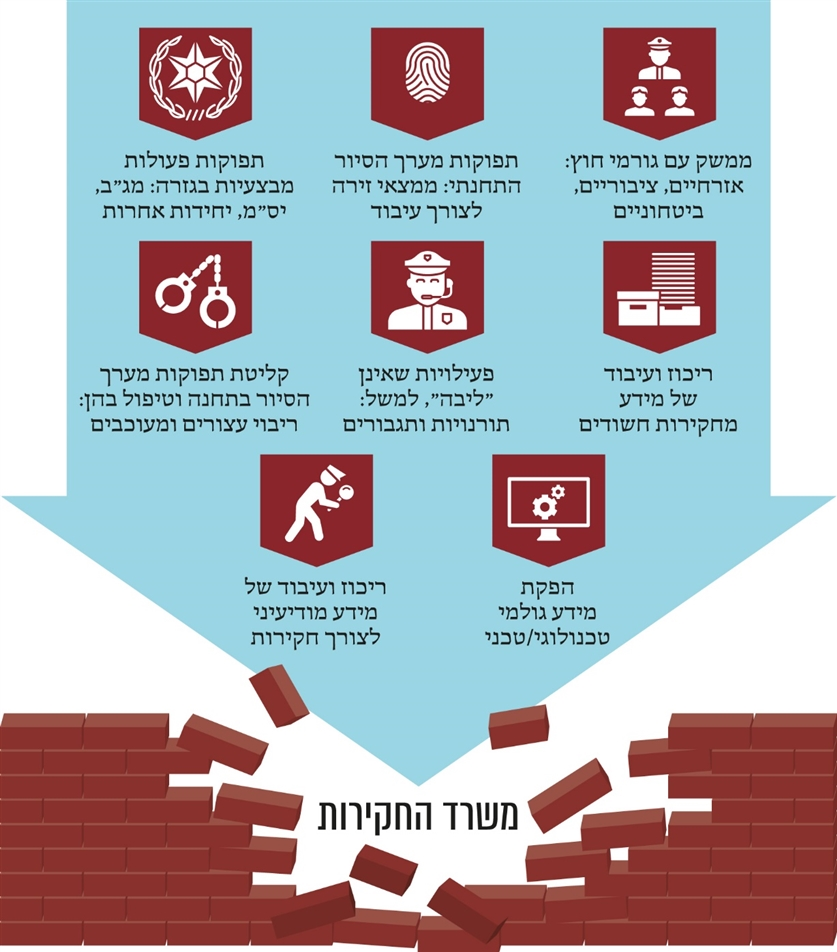 ממשק עם גורמי חוץ:
אזרחיים, ציבוריים,
ביטחוניים
תפוקות מערך הסיור
התחנתי: ממצאי זירה
לצורך עיבוד
תפוקות פעולות
מבצעיות בגזרה: מג״ב,
יס״מ, יחידות אחרות
ריכוז ועיבוד
של מידע
מחקירות חשודים
פעילויות שאינן
״ליבה״, למשל:
תורנויות ותגבורים
קליטת תפוקות מערך
הסיור בתחנה וטיפול בהן:
ריבוי עצורים ומעוכבים
הפקת
מידע גולמי
טכנולוגי/טכני
ריכוז ועיבוד של
מידע מודיעיני
לצורך חקירות
משרד החקירות